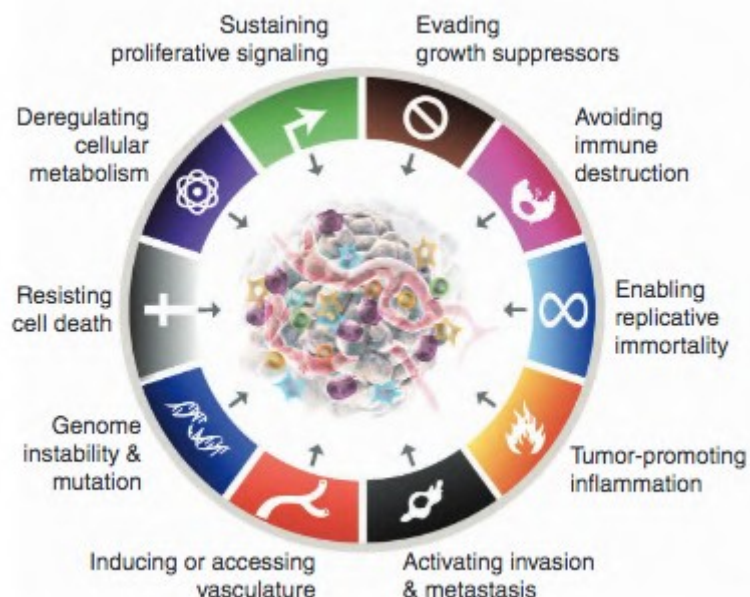 Sustaining
proliferative signaling
Evading
growth suppressors
Avoiding
immune
destruction
Enabling
replicative
immortality
Tumor-promoting
inflammation
Activating invasion
& metastasis
Inducing or accessing
vasculature
Genome
instability &
mutation
Resisting
cell death
Deregulating
cellular
metabolism